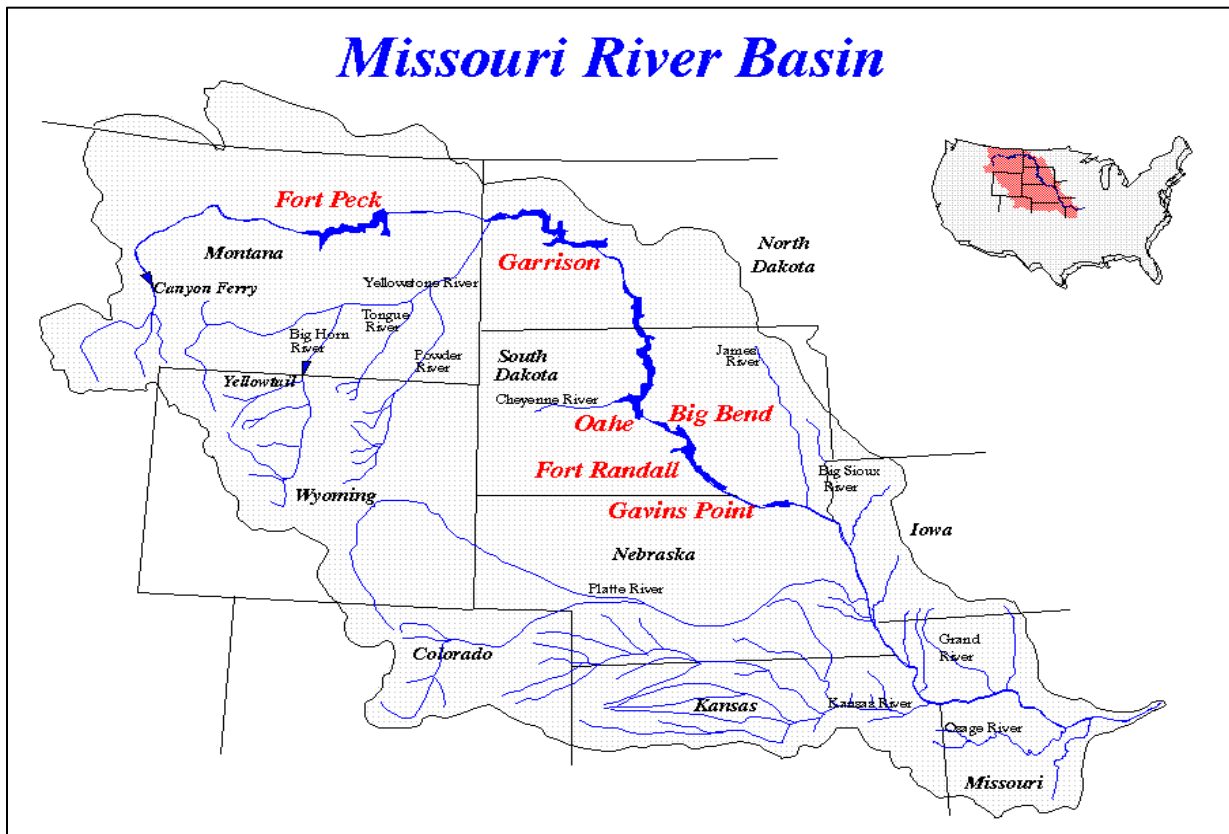 Missouri River Basin
Fort Peck
North
Dakota
Montana
Garrison
Canyon Ferry
Yellowstone River
Tongue
River
Big Horn
River
Powder
River
South
Dakota
James
River
Yellowtail
Cheyenne River
Oahe
Big Bend
Fort Randall
Big Sioux
River
Wyoming
Gavins Point
Iowa
Nebraska
Platte River
Grand
River
Colorado
Kansas
Kansas River
Osage River
Missouri